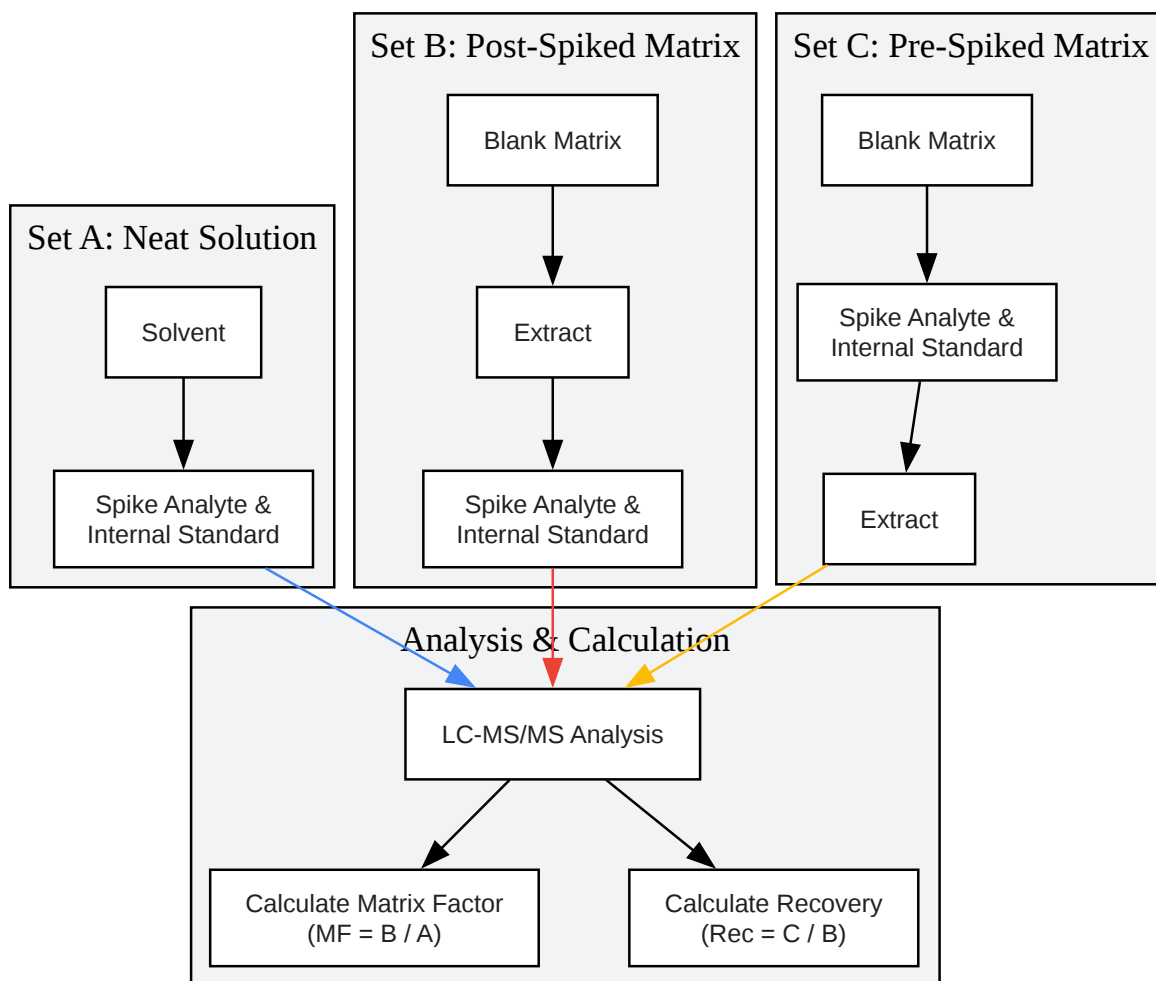 Set A: Neat Solution
Solvent
Spike Analyte &
Internal Standard
Set B: Post-Spiked Matrix
Blank Matrix
Extract
Spike Analyte &
Internal Standard
Set C: Pre-Spiked Matrix
Blank Matrix
Spike Analyte &
Internal Standard
Extract
Analysis & Calculation
LC-MS/MS Analysis
Calculate Matrix Factor
(MF = B / A)
Calculate Recovery
(Rec = C / B)